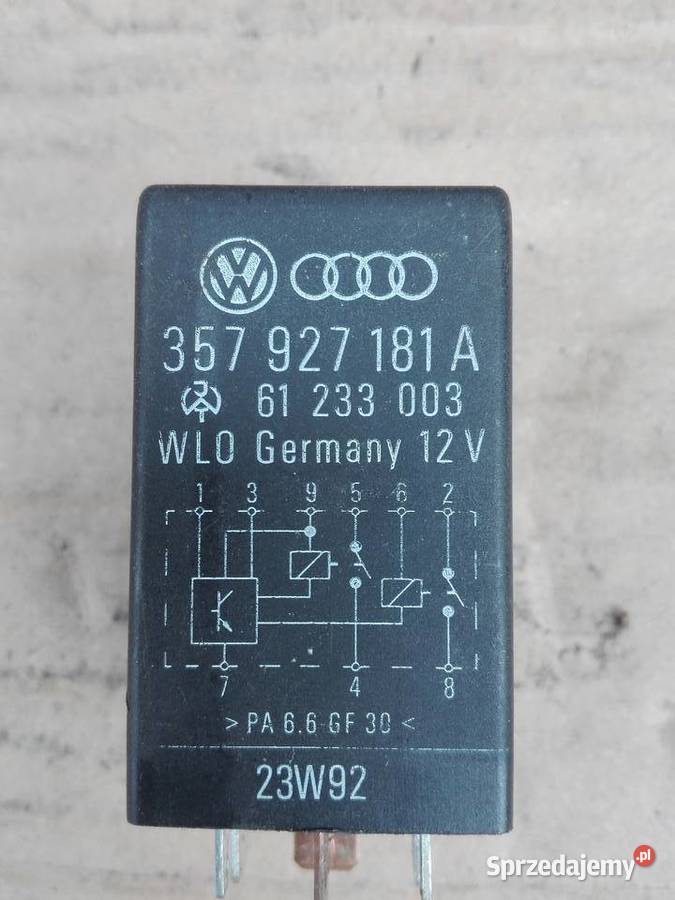 357 927 181 A
61 233 003
WLO Germany 12 V
1 3 9 5 6 2
7 4 8
> PA 6.6-GF 30 <
23W92
Sprzedajemy.pl